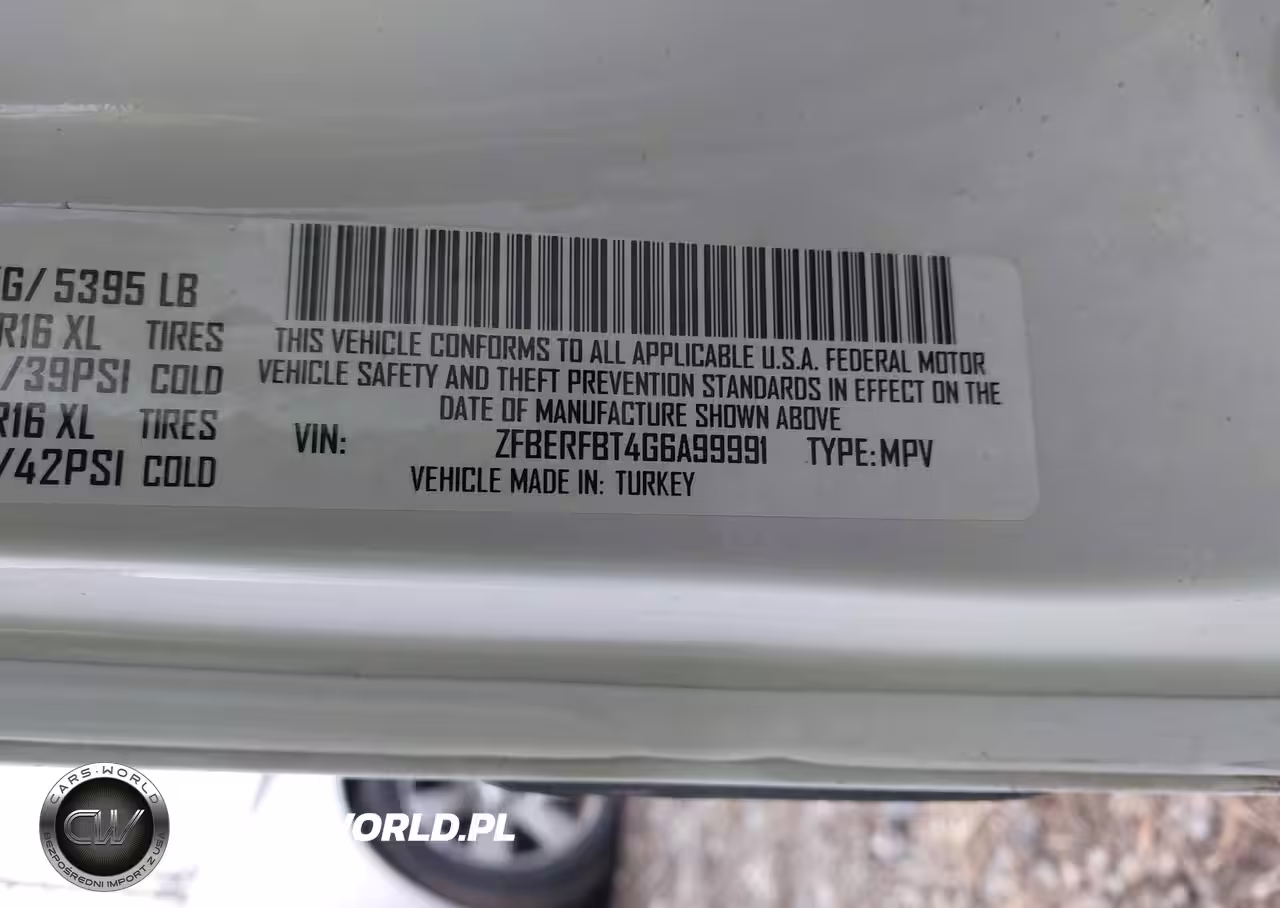 G/ 5395 LB
R16 XL TIRES
/39PSI COLD
R16 XL TIRES
/42PSI COLD
THIS VEHICLE CONFORMS TO ALL APPLICABLE U.S.A. FEDERAL MOTOR
VEHICLE SAFETY AND THEFT PREVENTION STANDARDS IN EFFECT ON THE
DATE OF MANUFACTURE SHOWN ABOVE
VIN: ZFBERFBT4G6A99991 TYPE: MPV
VEHICLE MADE IN: TURKEY
CARS·WORLD
CW
BEZPOŚREDNI IMPORT Z USA
WORLD.PL